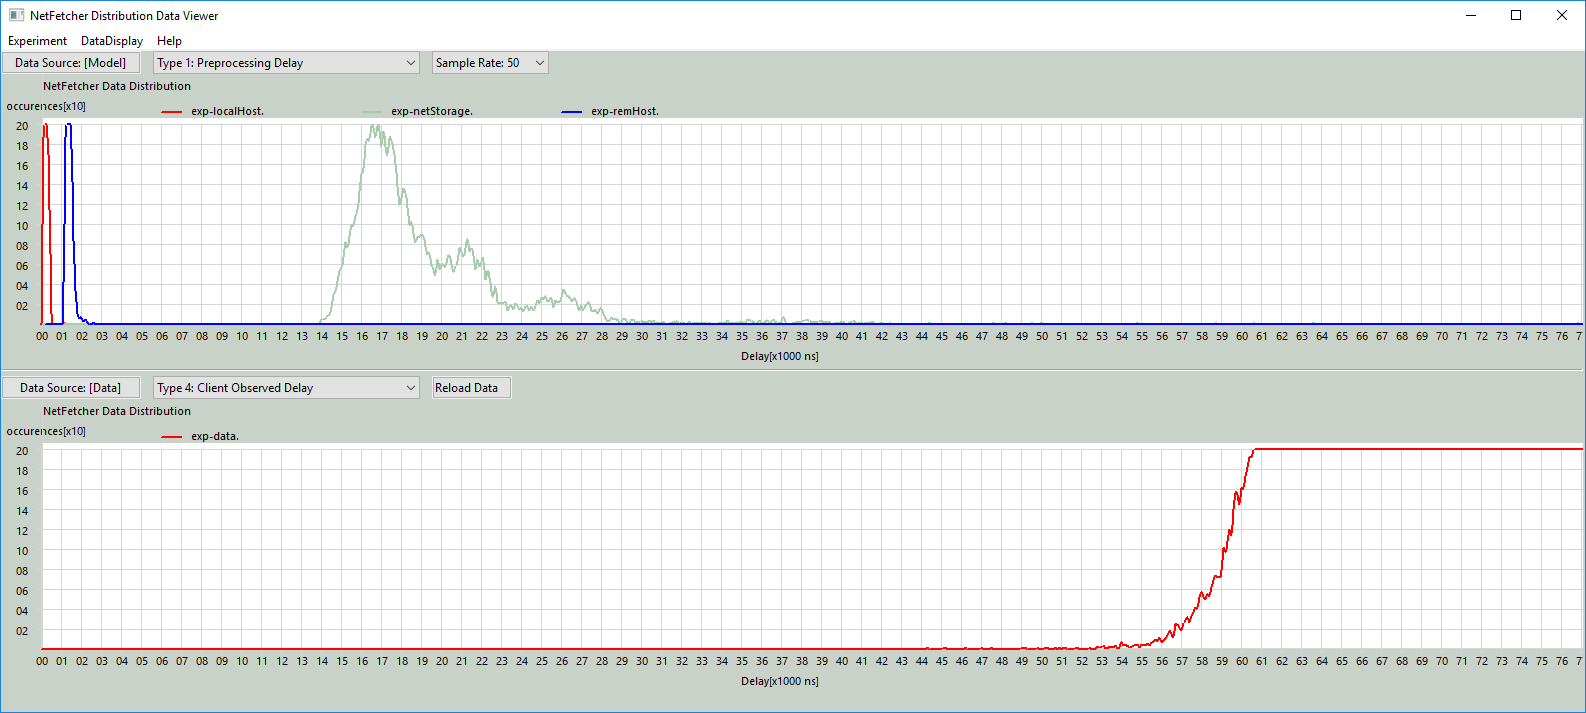 NetFetcher Distribution Data Viewer
Experiment DataDisplay Help
Data Source: [Model] Type 1: Preprocessing Delay Sample Rate: 50
NetFetcher Data Distribution
occurences[x10]
exp-localHost. exp-netStorage. exp-remHost.
20
18
16
14
12
10
08
06
04
02
00 01 02 03 04 05 06 07 08 09 10 11 12 13 14 15 16 17 18 19 20 21 22 23 24 25 26 27 28 29 30 31 32 33 34 35 36 37 38 39 40 41 42 43 44 45 46 47 48 49 50 51 52 53 54 55 56 57 58 59 60 61 62 63 64 65 66 67 68 69 70 71 72 73 74 75 76 7
Delay[x1000 ns]
Data Source: [Data] Type 4: Client Observed Delay Reload Data
NetFetcher Data Distribution
occurences[x10]
exp-data.
20
18
16
14
12
10
08
06
04
02
00 01 02 03 04 05 06 07 08 09 10 11 12 13 14 15 16 17 18 19 20 21 22 23 24 25 26 27 28 29 30 31 32 33 34 35 36 37 38 39 40 41 42 43 44 45 46 47 48 49 50 51 52 53 54 55 56 57 58 59 60 61 62 63 64 65 66 67 68 69 70 71 72 73 74 75 76 7
Delay[x1000 ns]